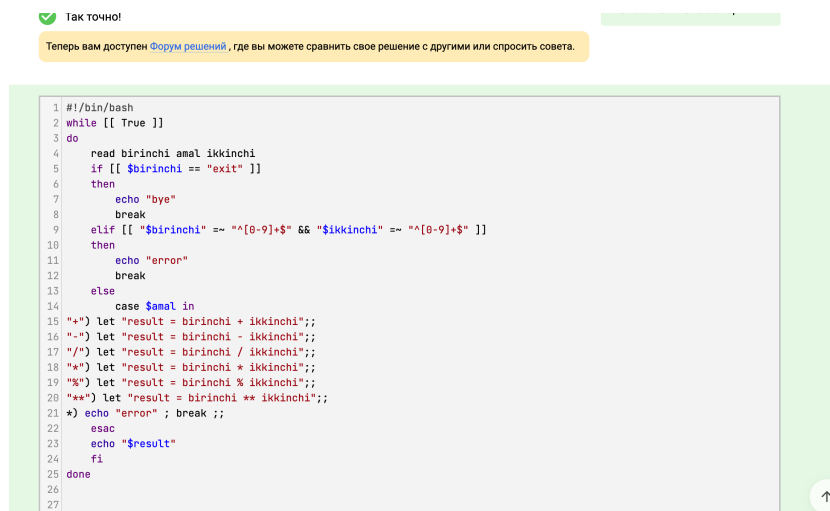 Так точно!
Теперь вам доступен Форум решений , где вы можете сравнить свое решение с другими или спросить совета.
1 #!/bin/bash
2 while [[ True ]]
3 do
4     read birinchi amal ikkinchi
5     if [[ $birinchi == "exit" ]]
6     then
7         echo "bye"
8         break
9     elif [[ "$birinchi" =~ "^[0-9]+$" && "$ikkinchi" =~ "^[0-9]+$" ]]
10     then
11         echo "error"
12         break
13     else
14         case $amal in
15 "+") let "result = birinchi + ikkinchi";;
16 "-") let "result = birinchi - ikkinchi";;
17 "/") let "result = birinchi / ikkinchi";;
18 "*") let "result = birinchi * ikkinchi";;
19 "%") let "result = birinchi % ikkinchi";;
20 "**") let "result = birinchi ** ikkinchi";;
21 *) echo "error" ; break ;;
22     esac
23     echo "$result"
24     fi
25 done
26
27